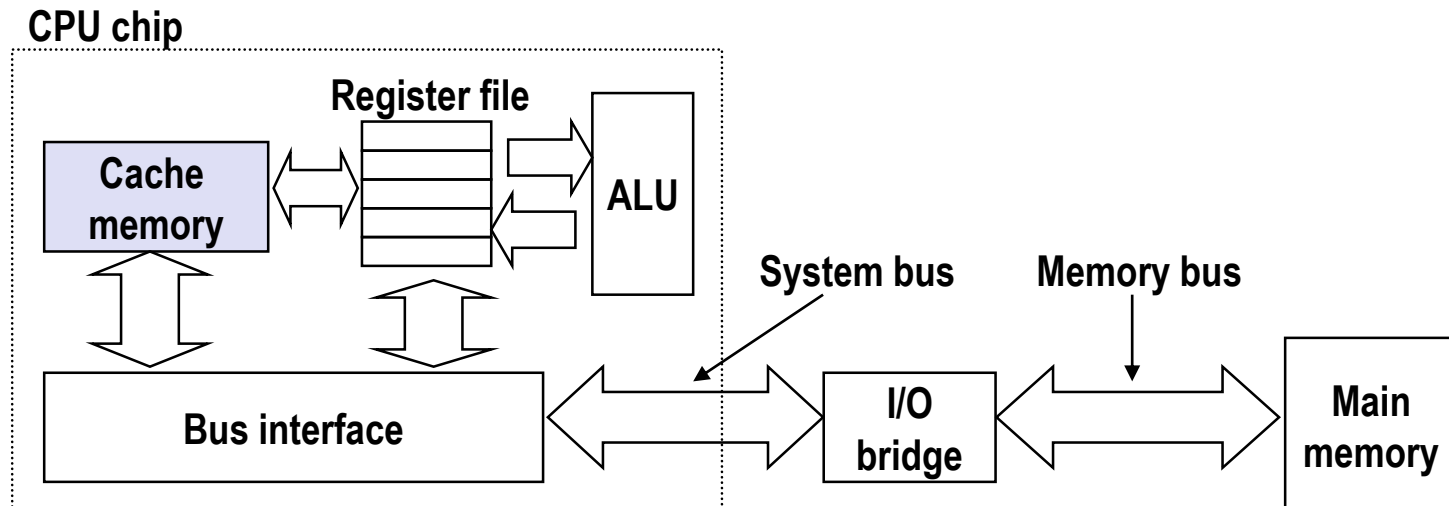 CPU chip
Register file
Cache
memory
ALU
System bus
Memory bus
Bus interface
I/O
bridge
Main
memory